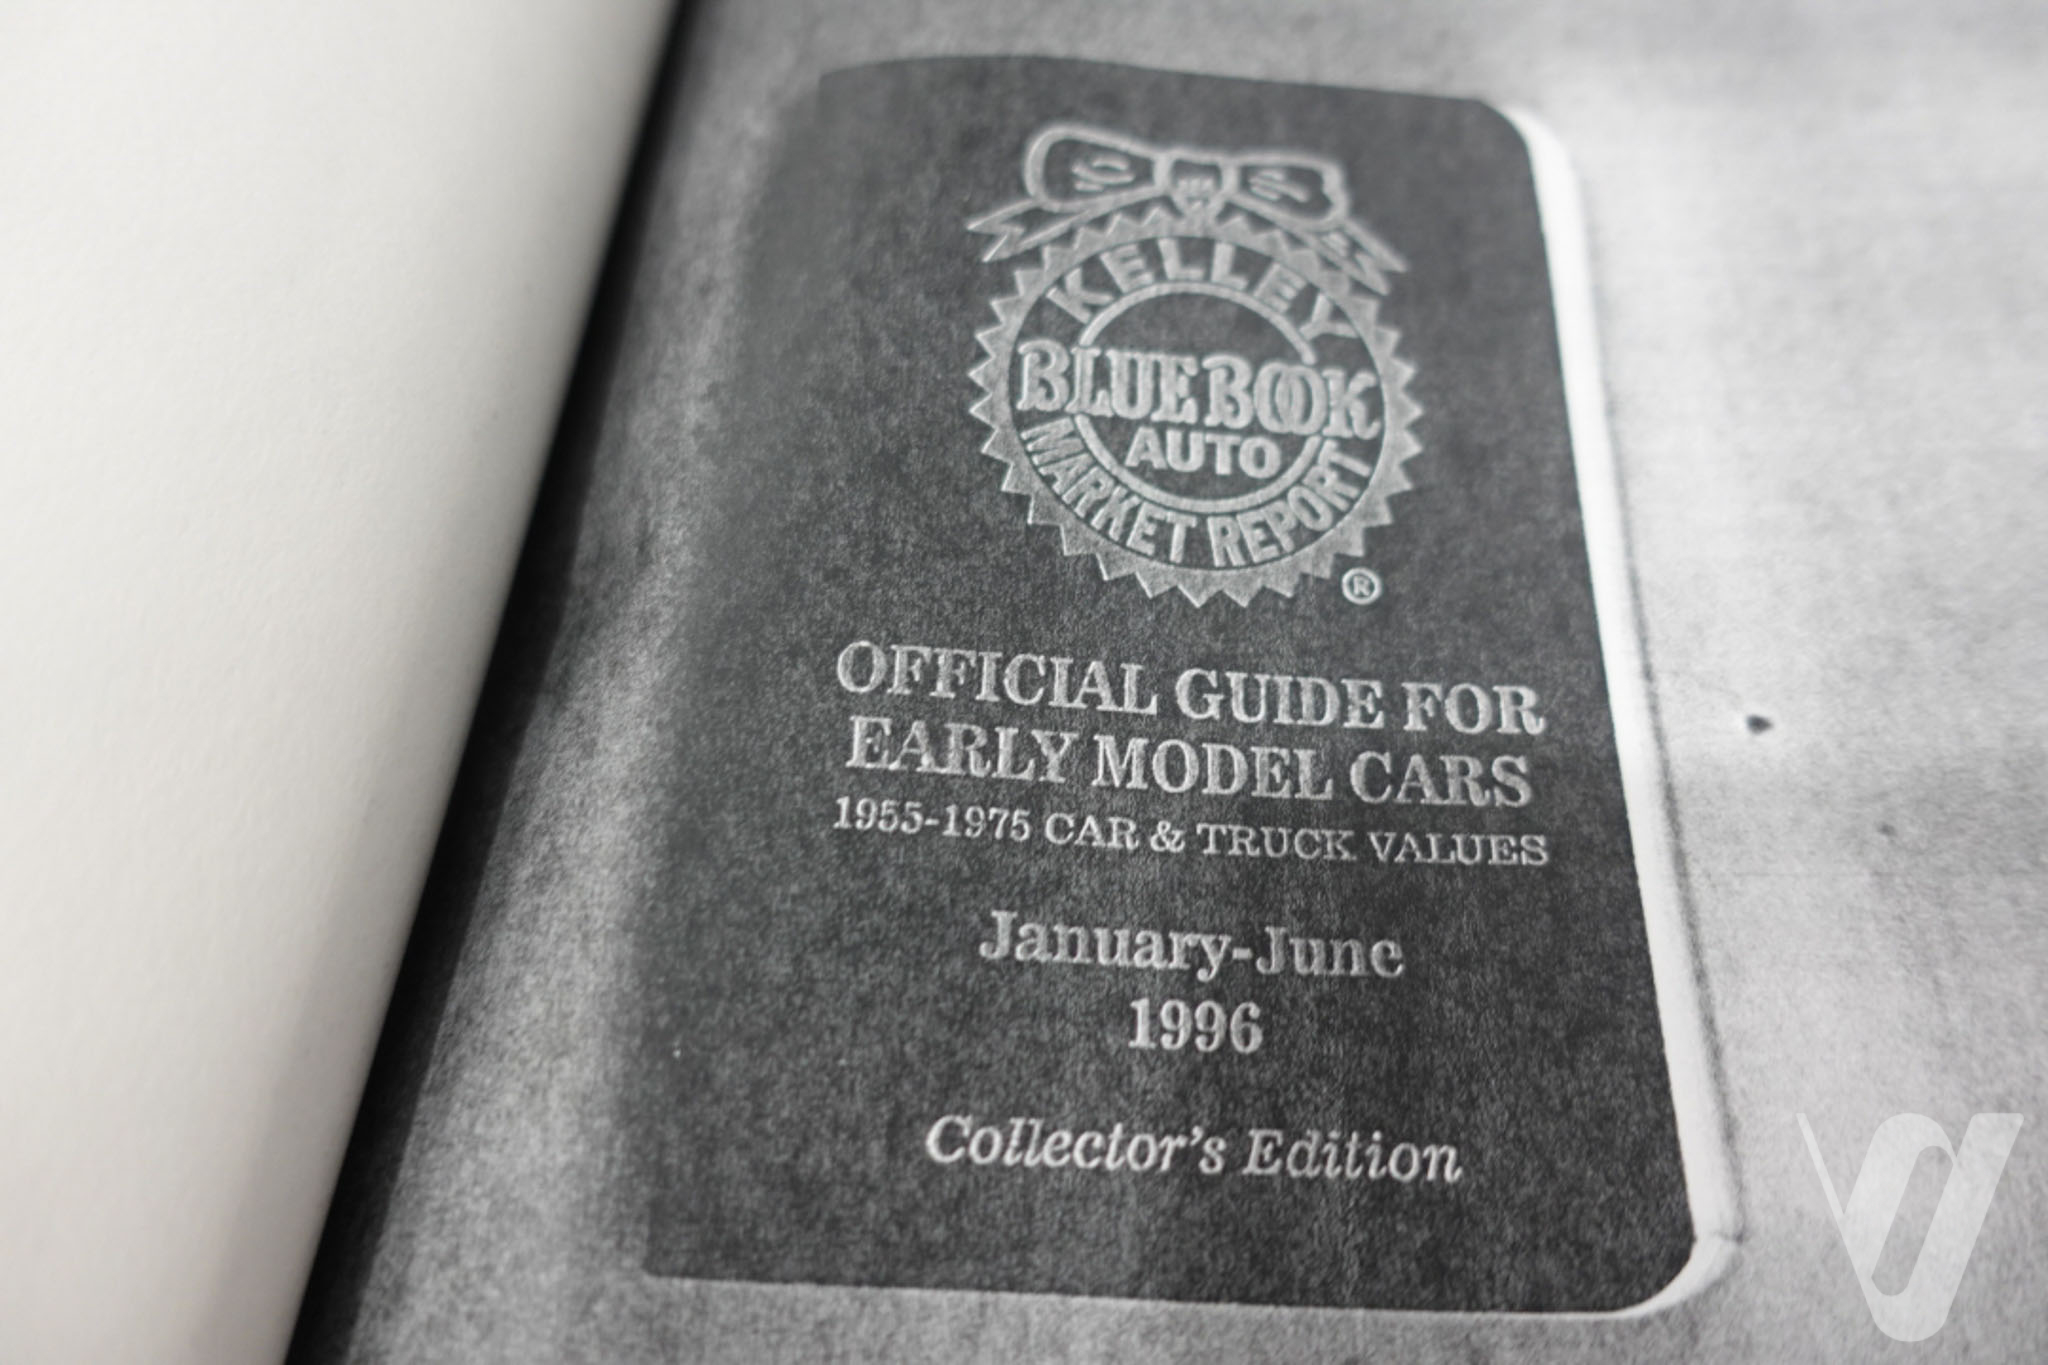 KELLEY
BLUE BOOK
AUTO
MARKET REPORT
®
OFFICIAL GUIDE FOR
EARLY MODEL CARS
1955-1975 CAR & TRUCK VALUES
January-June
1996
Collector's Edition